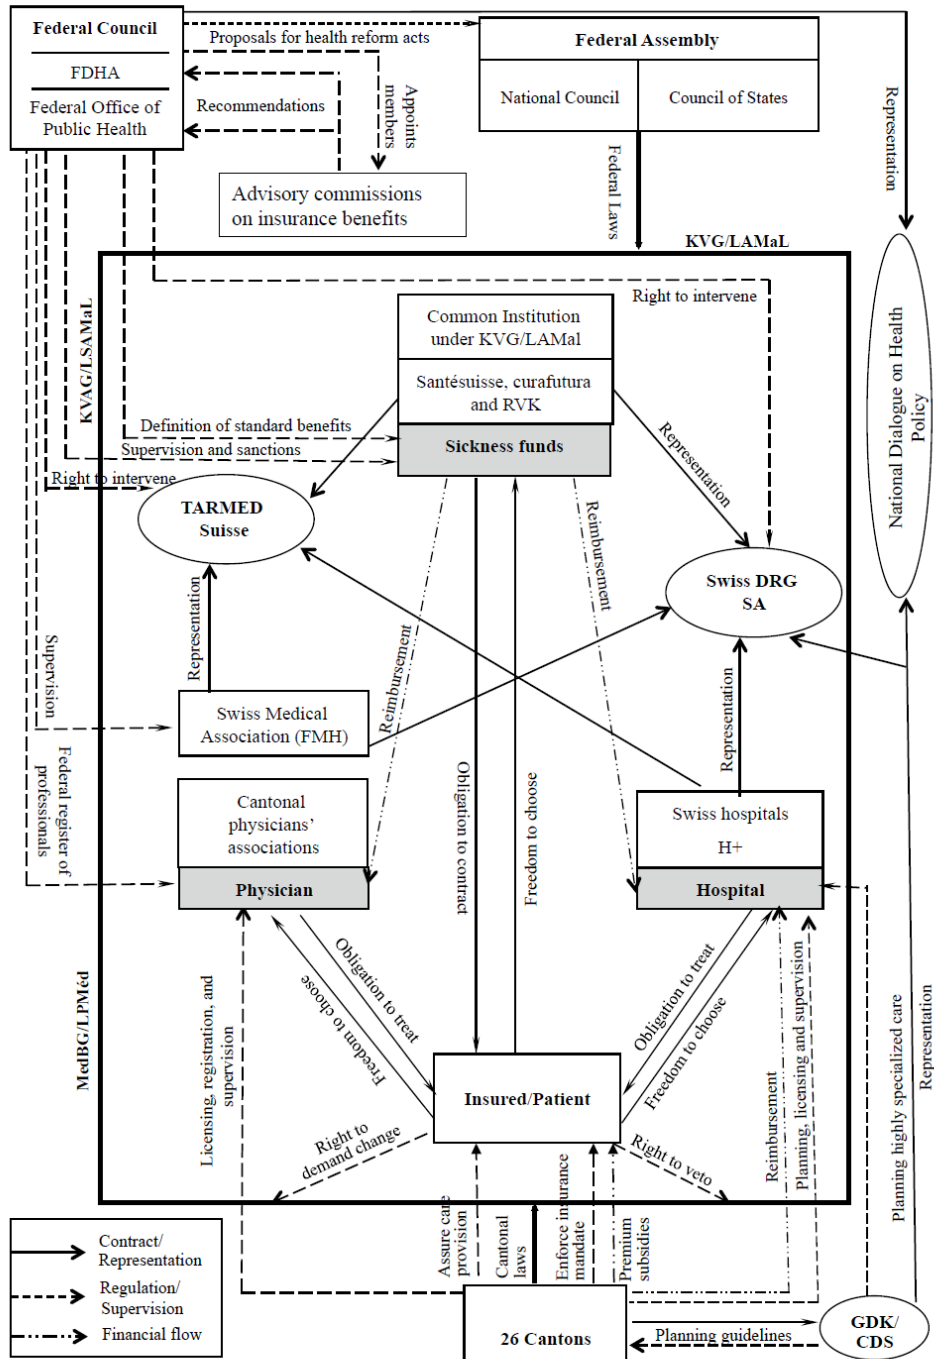 Federal Council
FDHA
Federal Office of
Public Health
Proposals for health reform acts
Recommendations
Appoints
members
Advisory commissions
on insurance benefits
Federal Assembly
National Council
Council of States
Federal Laws
Representation
KVG/LAMaL
KVAG/LSAMaL
Right to intervene
National Dialogue on Health
Policy
Common Institution
under KVG/LAMal
Santésuisse, curafutura
and RVK
Sickness funds
Definition of standard benefits
Supervision and sanctions
Right to intervene
TARMED
Suisse
Representation
Reimbursement
Swiss DRG
SA
Representation
Reimbursement
Supervision
Swiss Medical
Association (FMH)
Representation
Federal register of
professionals
Cantonal
physicians'
associations
Physician
Obligation to contract
Freedom to choose
Swiss hospitals
H+
Hospital
MedBG/LPMéd
Licensing, registration, and
supervision
Obligation to treat
Freedom to choose
Obligation to treat
Freedom to choose
Insured/Patient
Right to
demand change
Right to veto
Reimbursement
Planning, licensing and supervision
Planning highly specialized care
Representation
Assure care
provision
Cantonal
laws
Enforce insurance
mandate
Premium
subsidies
Contract/
Representation
Regulation/
Supervision
Financial flow
26 Cantons
Planning guidelines
GDK/
CDS